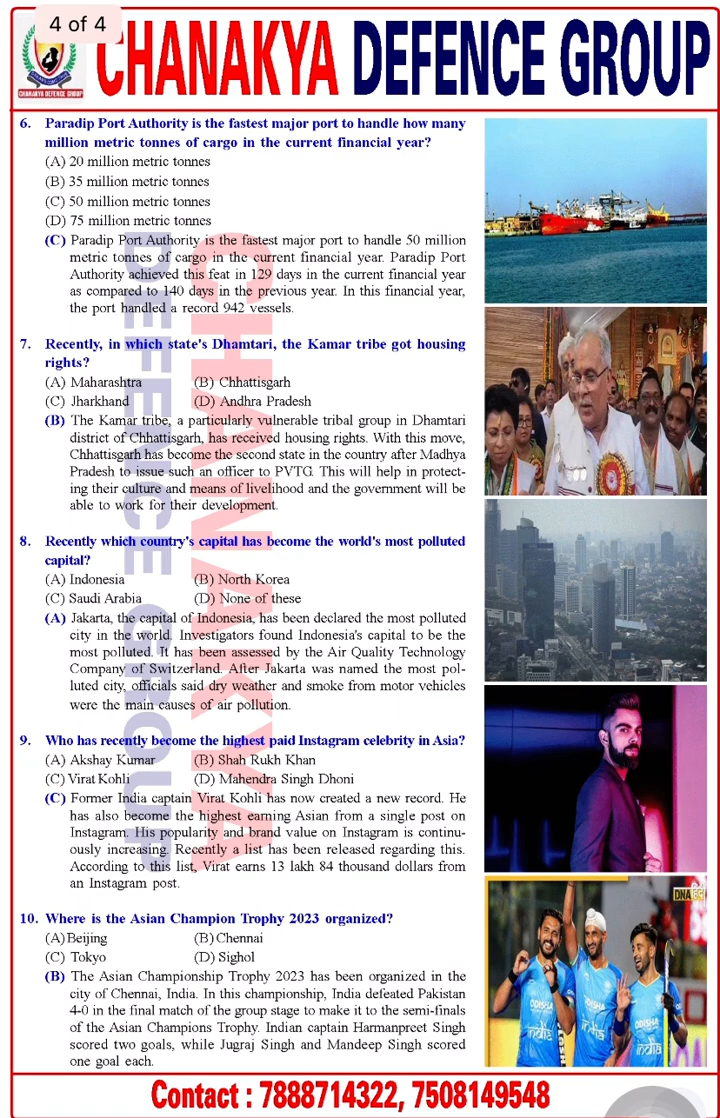 4 of 4
CHANAKYA DEFENCE GROUP
CHANAKYA DEFENCE GROUP
6. Paradip Port Authority is the fastest major port to handle how many
million metric tonnes of cargo in the current financial year?
(A) 20 million metric tonnes
(B) 35 million metric tonnes
(C) 50 million metric tonnes
(D) 75 million metric tonnes
(C) Paradip Port Authority is the fastest major port to handle 50 million
metric tonnes of cargo in the current financial year. Paradip Port
Authority achieved this feat in 129 days in the current financial year
as compared to 140 days in the previous year. In this financial year,
the port handled a record 942 vessels.
7. Recently, in which state's Dhamtari, the Kamar tribe got housing
rights?
(A) Maharashtra (B) Chhattisgarh
(C) Jharkhand (D) Andhra Pradesh
(B) The Kamar tribe, a particularly vulnerable tribal group in Dhamtari
district of Chhattisgarh, has received housing rights. With this move,
Chhattisgarh has become the second state in the country after Madhya
Pradesh to issue such an officer to PVTG. This will help in protect-
ing their culture and means of livelihood and the government will be
able to work for their development.
8. Recently which country's capital has become the world's most polluted
capital?
(A) Indonesia (B) North Korea
(C) Saudi Arabia (D) None of these
(A) Jakarta, the capital of Indonesia, has been declared the most polluted
city in the world. Investigators found Indonesia's capital to be the
most polluted. It has been assessed by the Air Quality Technology
Company of Switzerland. After Jakarta was named the most pol-
luted city, officials said dry weather and smoke from motor vehicles
were the main causes of air pollution.
9. Who has recently become the highest paid Instagram celebrity in Asia?
(A) Akshay Kumar (B) Shah Rukh Khan
(C) Virat Kohli (D) Mahendra Singh Dhoni
(C) Former India captain Virat Kohli has now created a new record. He
has also become the highest earning Asian from a single post on
Instagram. His popularity and brand value on Instagram is continu-
ously increasing. Recently a list has been released regarding this.
According to this list, Virat earns 13 lakh 84 thousand dollars from
an Instagram post.
10. Where is the Asian Champion Trophy 2023 organized?
(A) Beijing (B) Chennai
(C) Tokyo (D) Sighol
(B) The Asian Championship Trophy 2023 has been organized in the
city of Chennai, India. In this championship, India defeated Pakistan
4-0 in the final match of the group stage to make it to the semi-finals
of the Asian Champions Trophy. Indian captain Harmanpreet Singh
scored two goals, while Jugraj Singh and Mandeep Singh scored
one goal each.
DNA
ODISHA
india
ODISHA
india
india
CHANAKYA
DEFENCE GROUP
Contact : 7888714322, 7508149548